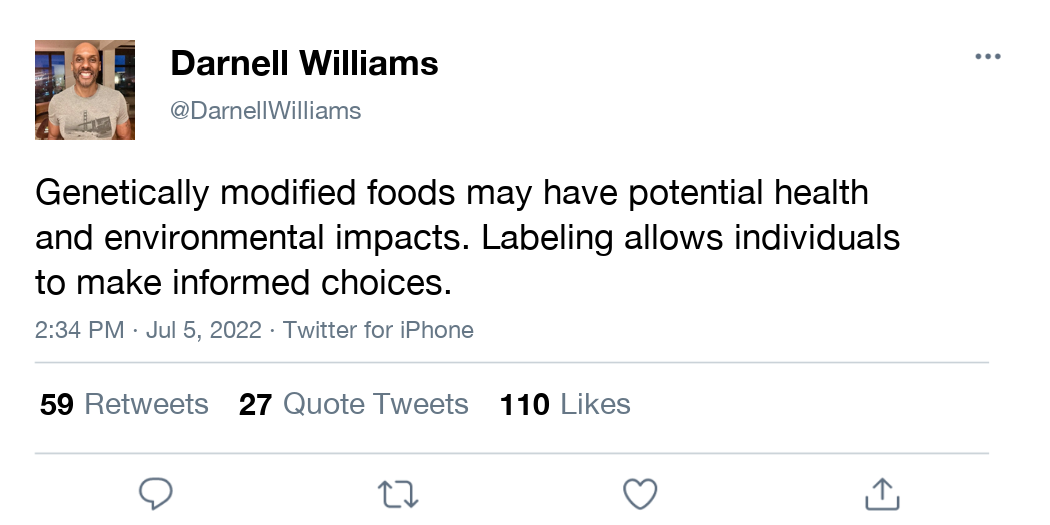 Darnell Williams
@DarnellWilliams
Genetically modified foods may have potential health
and environmental impacts. Labeling allows individuals
to make informed choices.
2:34 PM · Jul 5, 2022 · Twitter for iPhone
59 Retweets 27 Quote Tweets 110 Likes